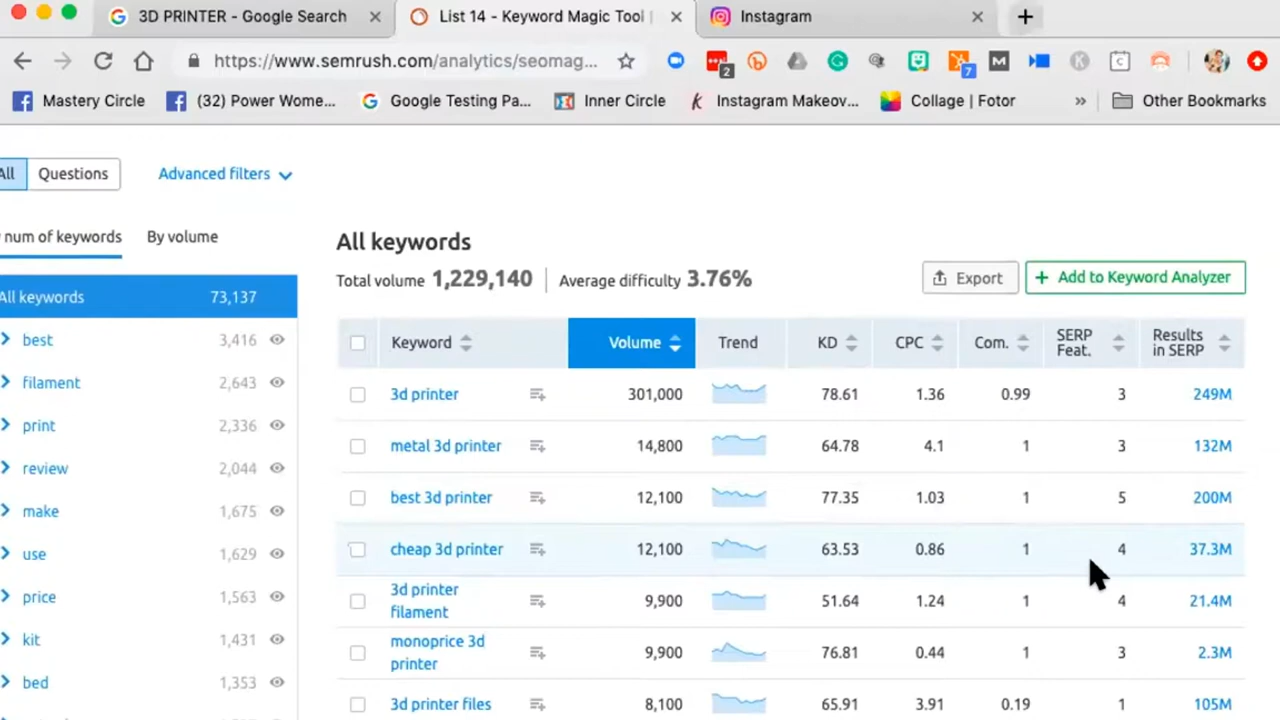 3D PRINTER - Google Search
List 14 - Keyword Magic Tool
Instagram
https://www.semrush.com/analytics/seomag...
2
7
Mastery Circle
(32) Power Wome...
Google Testing Pa...
Inner Circle
Instagram Makeov...
Collage | Fotor
»
Other Bookmarks
All
Questions
Advanced filters
num of keywords
By volume
All keywords
Total volume 1,229,140
Average difficulty 3.76%
Export
+ Add to Keyword Analyzer
All keywords 73,137
best 3,416
filament 2,643
print 2,336
review 2,044
make 1,675
use 1,629
price 1,563
kit 1,431
bed 1,353
Keyword Volume Trend KD CPC Com. SERP Feat. Results in SERP
3d printer 301,000 78.61 1.36 0.99 3 249M
metal 3d printer 14,800 64.78 4.1 1 3 132M
best 3d printer 12,100 77.35 1.03 1 5 200M
cheap 3d printer 12,100 63.53 0.86 1 4 37.3M
3d printer
filament 9,900 51.64 1.24 1 4 21.4M
monoprice 3d
printer 9,900 76.81 0.44 1 3 2.3M
3d printer files 8,100 65.91 3.91 0.19 1 105M